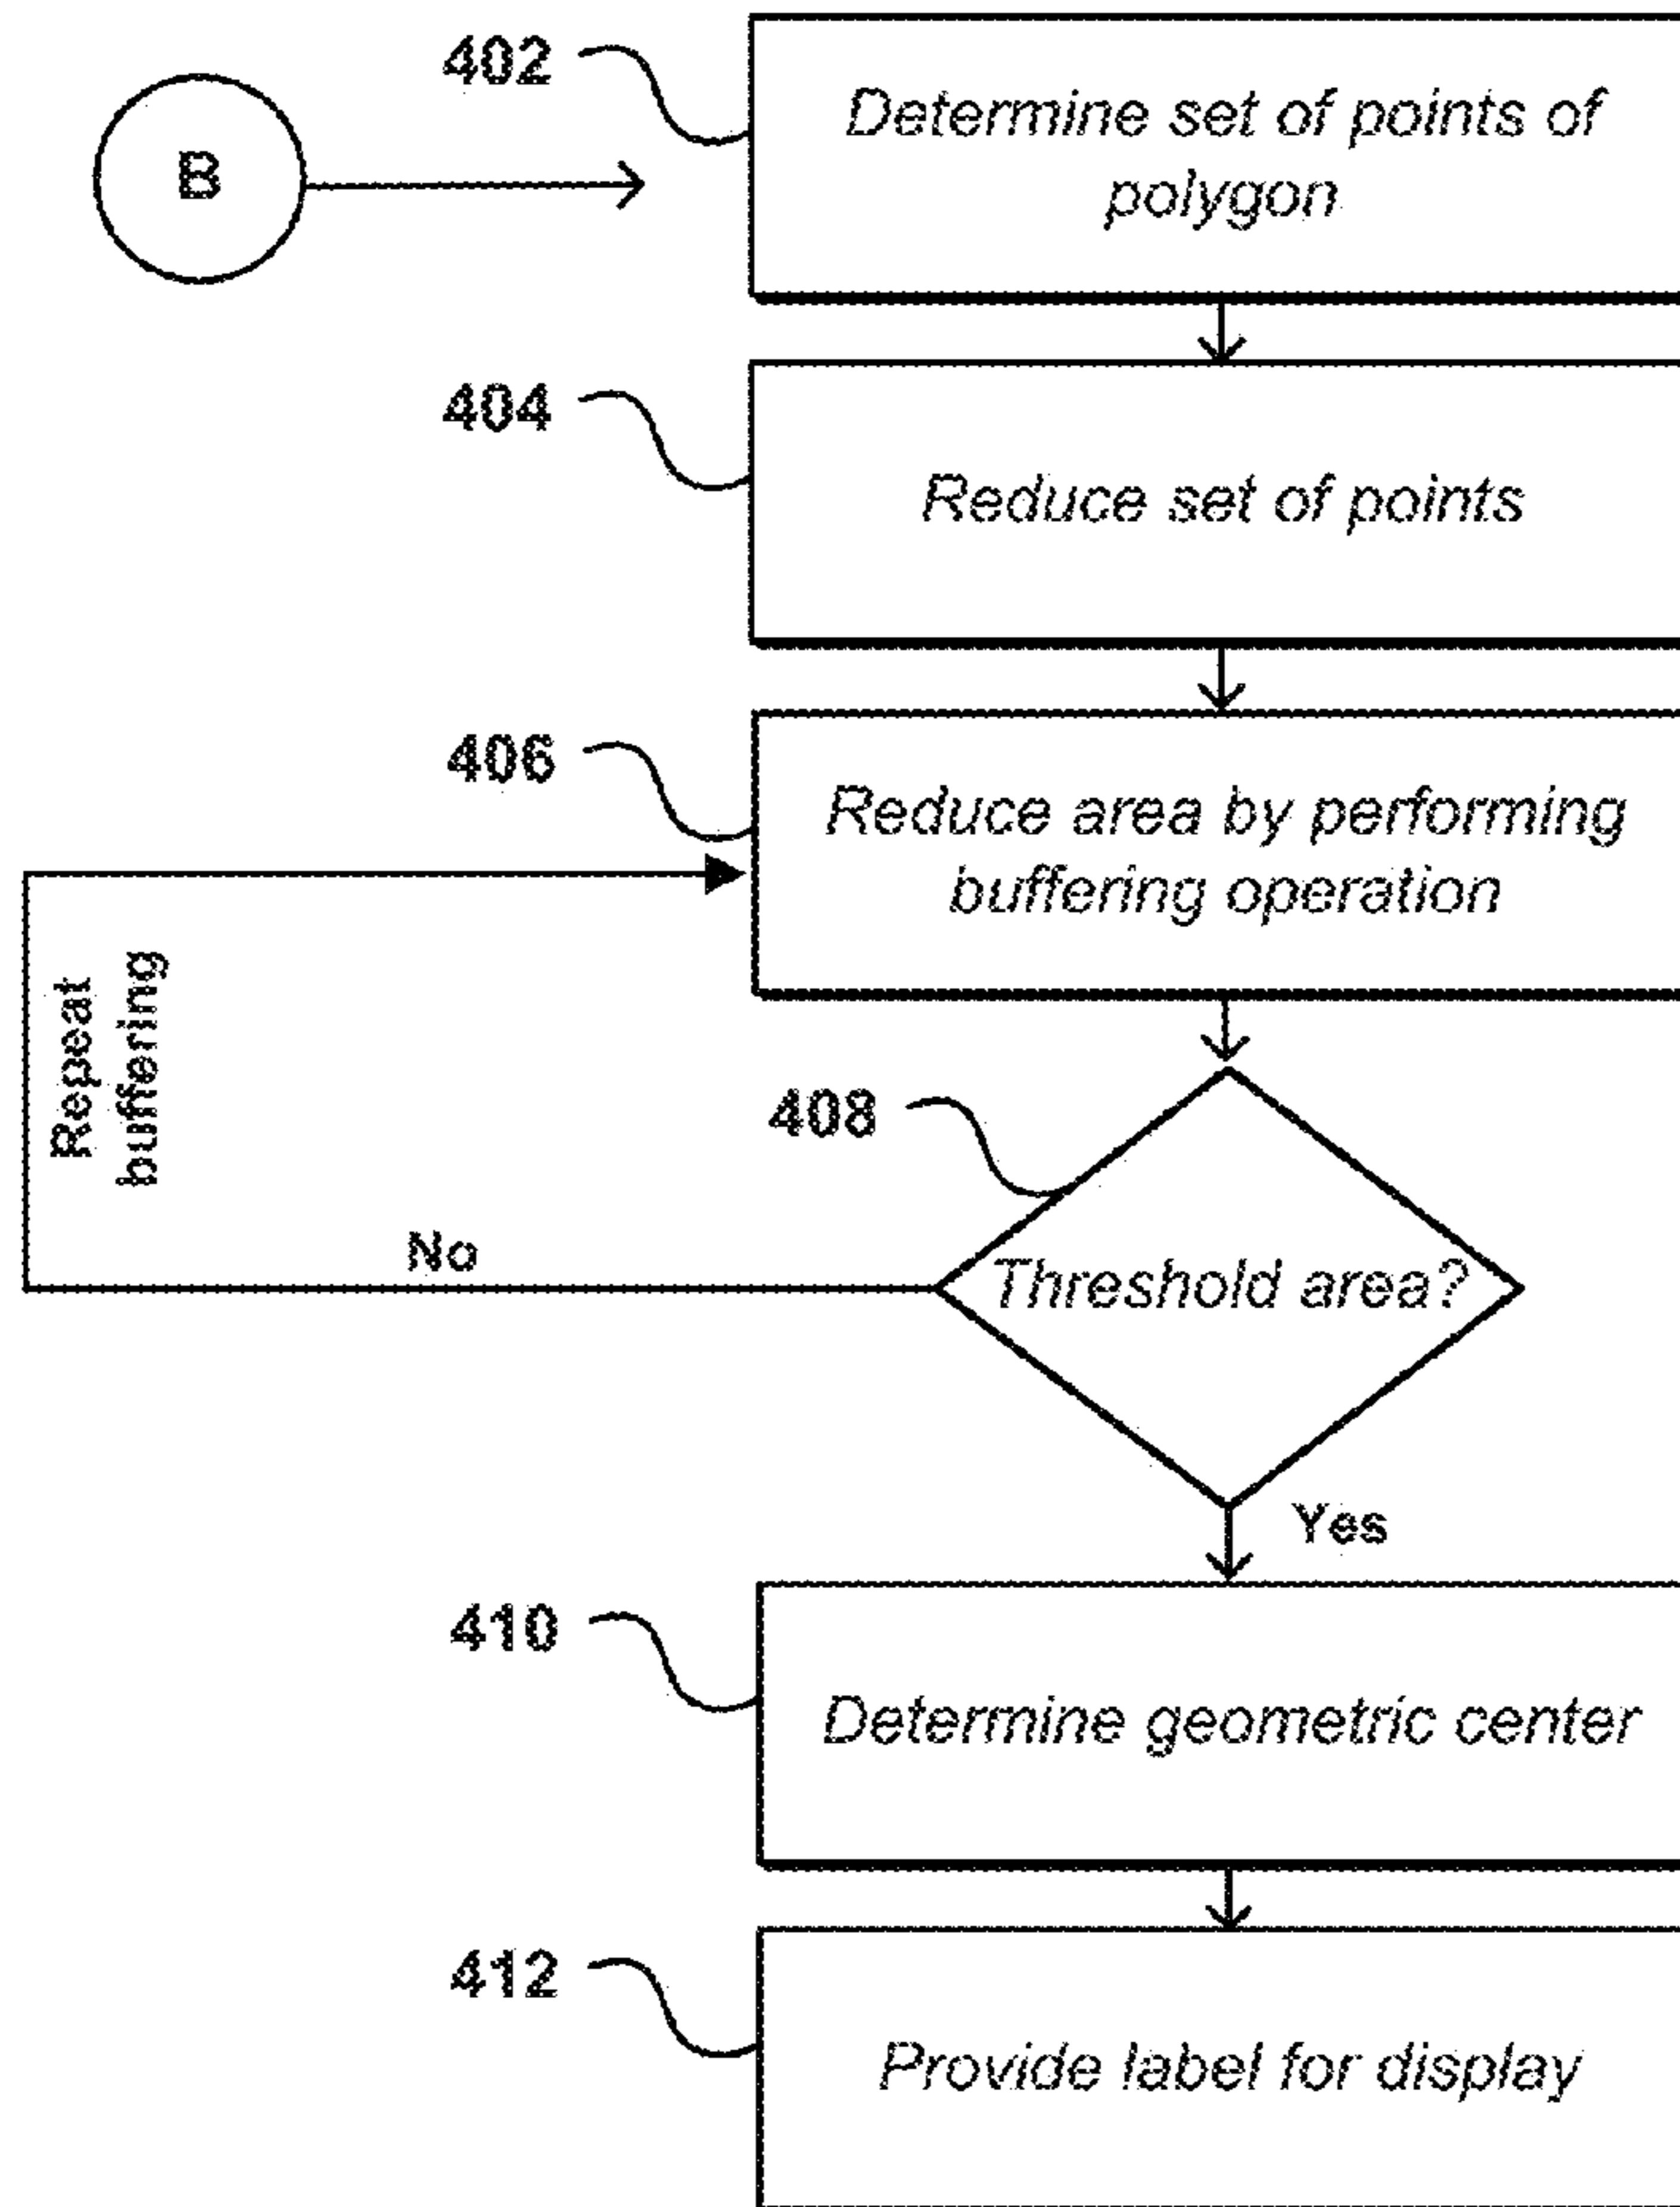 402
B
Determine set of points of
polygon
404
Reduce set of points
406
Reduce area by performing
buffering operation
Repeat
buffering
408
No
Threshold area?
Yes
410
Determine geometric center
412
Provide label for display